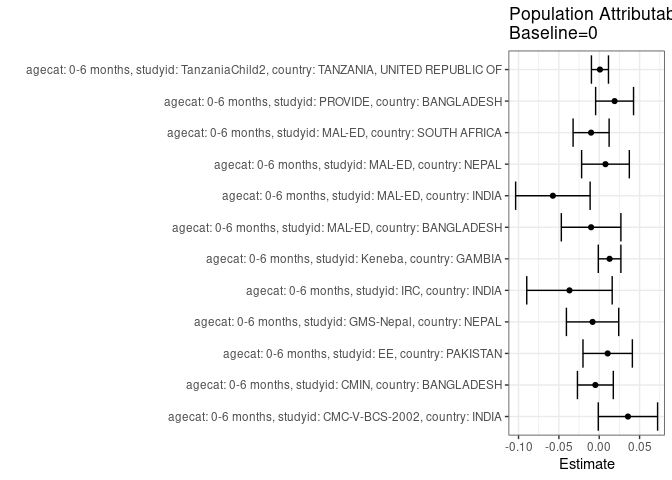 Population Attributab
Baseline=0
agecat: 0-6 months, studyid: TanzaniaChild2, country: TANZANIA, UNITED REPUBLIC OF
agecat: 0-6 months, studyid: PROVIDE, country: BANGLADESH
agecat: 0-6 months, studyid: MAL-ED, country: SOUTH AFRICA
agecat: 0-6 months, studyid: MAL-ED, country: NEPAL
agecat: 0-6 months, studyid: MAL-ED, country: INDIA
agecat: 0-6 months, studyid: MAL-ED, country: BANGLADESH
agecat: 0-6 months, studyid: Keneba, country: GAMBIA
agecat: 0-6 months, studyid: IRC, country: INDIA
agecat: 0-6 months, studyid: GMS-Nepal, country: NEPAL
agecat: 0-6 months, studyid: EE, country: PAKISTAN
agecat: 0-6 months, studyid: CMIN, country: BANGLADESH
agecat: 0-6 months, studyid: CMC-V-BCS-2002, country: INDIA
-0.10 -0.05 0.00 0.05
Estimate